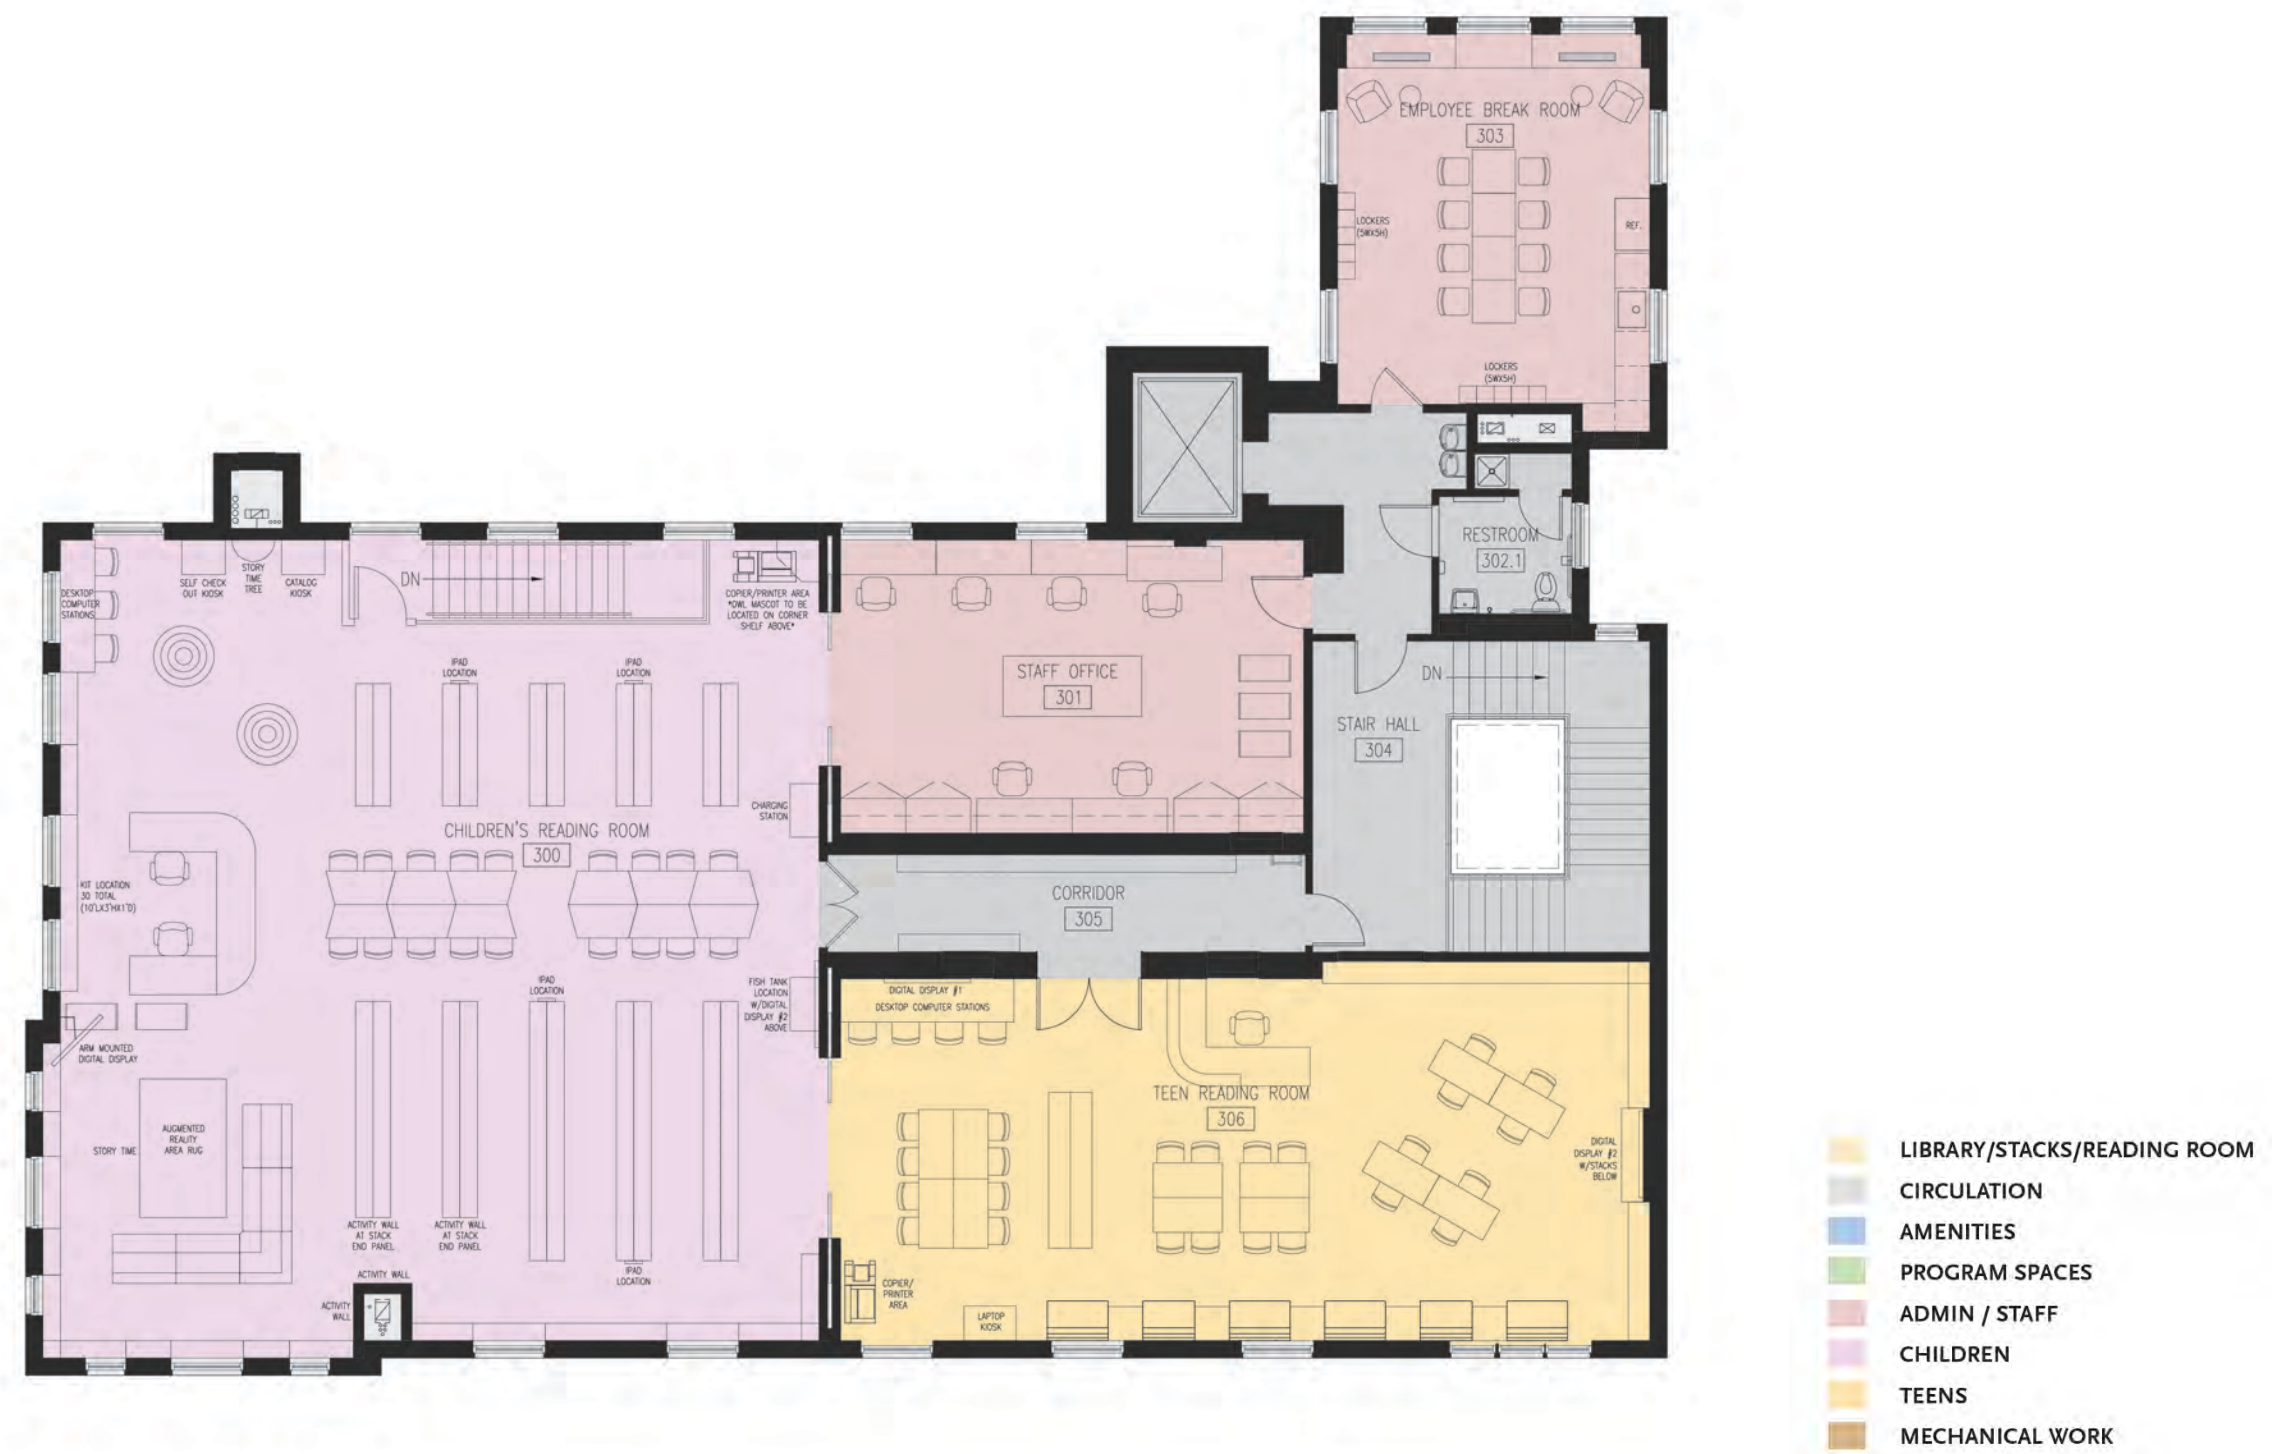 EMPLOYEE BREAK ROOM
303
LOCKERS
(5WX5H)
REF.
LOCKERS
(5WX5H)
RESTROOM
302.1
DESKTOP
COMPUTER
STATIONS
SELF CHECK
OUT KIOSK
STORY
TIME
TREE
CATALOG
KIOSK
DN
COPIER/PRINTER AREA
*OWL MASCOT TO BE
LOCATED ON CORNER
SHELF ABOVE*
IPAD
LOCATION
IPAD
LOCATION
STAFF OFFICE
301
DN
STAIR HALL
304
CHARGING
STATION
CHILDREN'S READING ROOM
300
KIT LOCATION
30 TOTAL
(10'LX3'HX1'D)
CORRIDOR
305
IPAD
LOCATION
FISH TANK
LOCATION
W/DIGITAL
DISPLAY #2
ABOVE
DIGITAL DISPLAY #1
DESKTOP COMPUTER STATIONS
ARM MOUNTED
DIGITAL DISPLAY
TEEN READING ROOM
306
STORY TIME
AUGMENTED
REALITY
AREA RUG
DIGITAL
DISPLAY #2
W/STACKS
BELOW
ACTIVITY WALL
AT STACK
END PANEL
ACTIVITY WALL
AT STACK
END PANEL
ACTIVITY WALL
IPAD
LOCATION
ACTIVITY
WALL
COPIER/
PRINTER
AREA
LAPTOP
KIOSK
LIBRARY/STACKS/READING ROOM
CIRCULATION
AMENITIES
PROGRAM SPACES
ADMIN / STAFF
CHILDREN
TEENS
MECHANICAL WORK